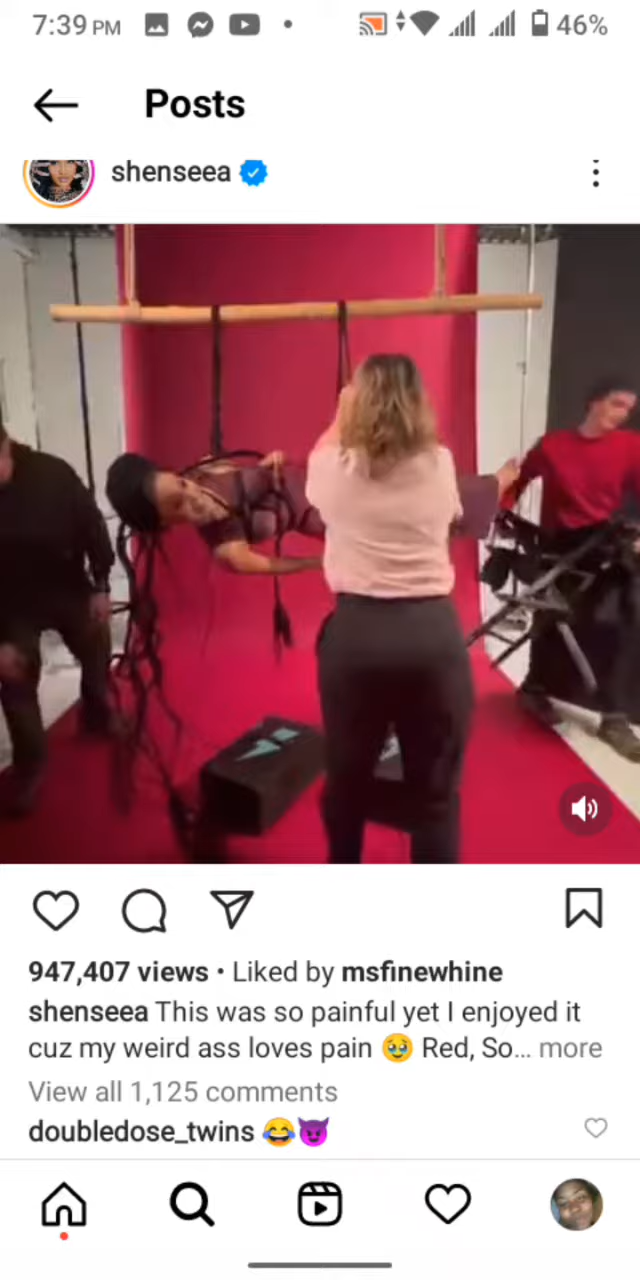 7:39 PM 46%
Posts
shenseea
947,407 views • Liked by msfinewhine
shenseea This was so painful yet I enjoyed it
cuz my weird ass loves pain 🥹 Red, So... more
View all 1,125 comments
doubledose_twins 😂😈